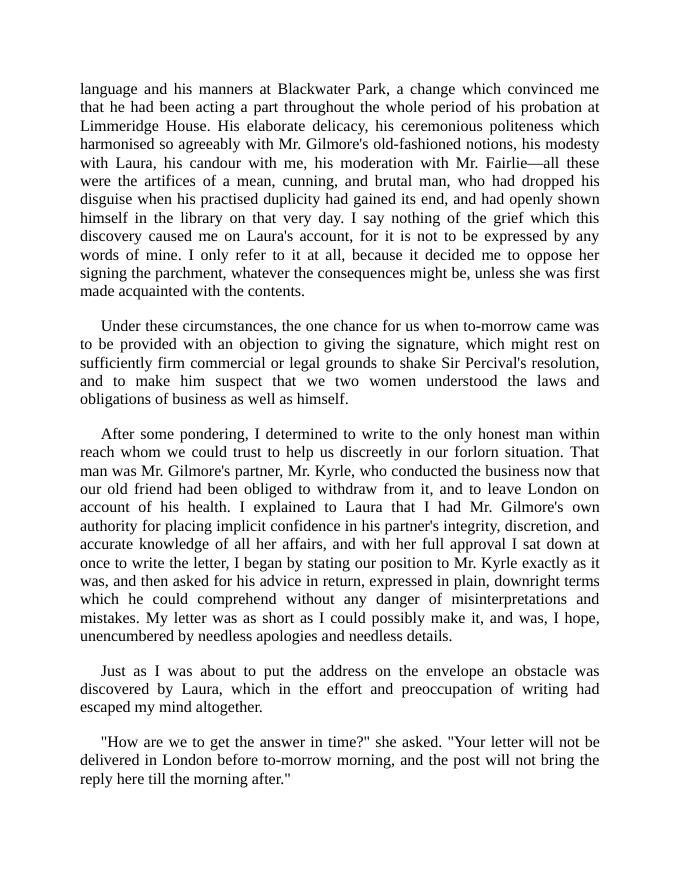 language and his manners at Blackwater Park, a change which convinced me
that he had been acting a part throughout the whole period of his probation at
Limmeridge House. His elaborate delicacy, his ceremonious politeness which
harmonised so agreeably with Mr. Gilmore's old-fashioned notions, his modesty
with Laura, his candour with me, his moderation with Mr. Fairlie—all these
were the artifices of a mean, cunning, and brutal man, who had dropped his
disguise when his practised duplicity had gained its end, and had openly shown
himself in the library on that very day. I say nothing of the grief which this
discovery caused me on Laura's account, for it is not to be expressed by any
words of mine. I only refer to it at all, because it decided me to oppose her
signing the parchment, whatever the consequences might be, unless she was first
made acquainted with the contents.
Under these circumstances, the one chance for us when to-morrow came was
to be provided with an objection to giving the signature, which might rest on
sufficiently firm commercial or legal grounds to shake Sir Percival's resolution,
and to make him suspect that we two women understood the laws and
obligations of business as well as himself.
After some pondering, I determined to write to the only honest man within
reach whom we could trust to help us discreetly in our forlorn situation. That
man was Mr. Gilmore's partner, Mr. Kyrle, who conducted the business now that
our old friend had been obliged to withdraw from it, and to leave London on
account of his health. I explained to Laura that I had Mr. Gilmore's own
authority for placing implicit confidence in his partner's integrity, discretion, and
accurate knowledge of all her affairs, and with her full approval I sat down at
once to write the letter, I began by stating our position to Mr. Kyrle exactly as it
was, and then asked for his advice in return, expressed in plain, downright terms
which he could comprehend without any danger of misinterpretations and
mistakes. My letter was as short as I could possibly make it, and was, I hope,
unencumbered by needless apologies and needless details.
Just as I was about to put the address on the envelope an obstacle was
discovered by Laura, which in the effort and preoccupation of writing had
escaped my mind altogether.
"How are we to get the answer in time?" she asked. "Your letter will not be
delivered in London before to-morrow morning, and the post will not bring the
reply here till the morning after."